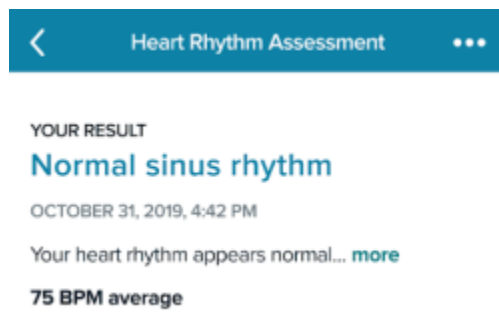 Heart Rhythm Assessment
YOUR RESULT
Normal sinus rhythm
OCTOBER 31, 2019, 4:42 PM
Your heart rhythm appears normal... more
75 BPM average